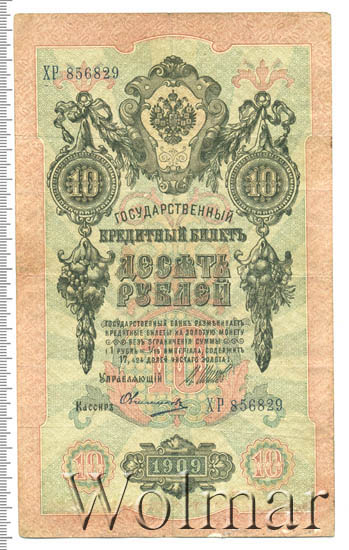 ХР 856829
10 10
ГОСУДАРСТВЕННЫЙ
КРЕДИТНЫЙ БИЛЕТЪ
ДЕСЯТЬ
РУБЛЕЙ
ГОСУДАРСТВЕННЫЙ БАНКЪ РАЗМѢНИВАЕТЪ
КРЕДИТНЫЕ БИЛЕТЫ НА ЗОЛОТУЮ МОНЕТУ
БЕЗЪ ОГРАНИЧЕНІЯ СУММЫ
(1 РУБЛЬ = 1/15 ИМПЕРІАЛА, СОДЕРЖИТЪ
17,424 ДОЛЕЙ ЧИСТАГО ЗОЛОТА).
УПРАВЛЯЮЩІЙ
Кассиръ
ХР 856829
10
10 1909 10
Wolmar